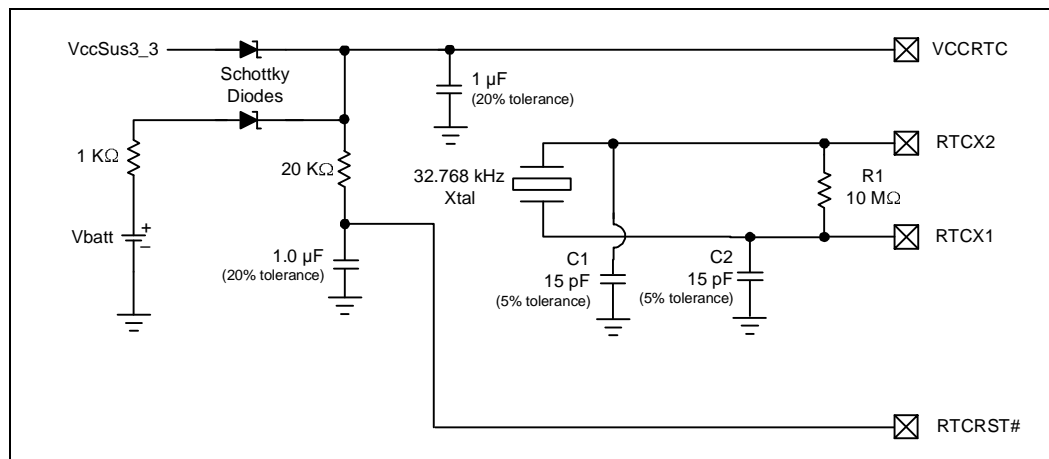 VccSus3_3
VCCRTC
Schottky
Diodes
1 µF
(20% tolerance)
RTCX2
1 KΩ
20 KΩ
32.768 kHz
Xtal
R1
10 MΩ
Vbatt
+
–
RTCX1
1.0 µF
(20% tolerance)
C1
15 pF
(5% tolerance)
C2
15 pF
(5% tolerance)
RTCRST#